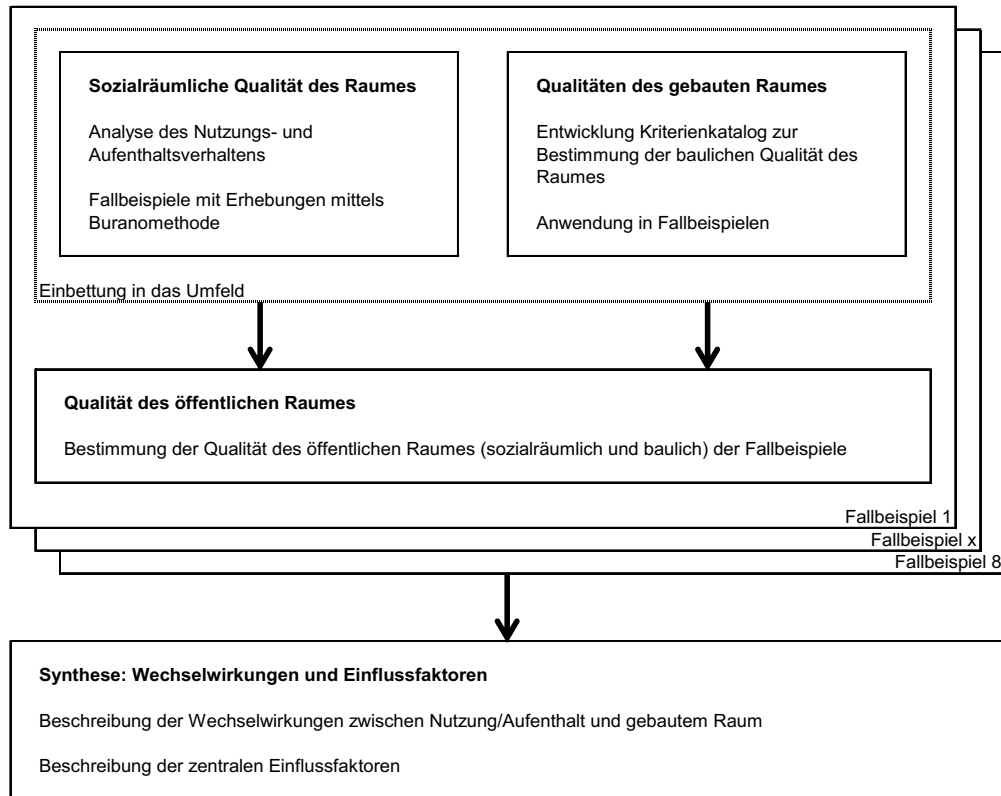 Sozialräumliche Qualität des Raumes
Analyse des Nutzungs- und
Aufenthaltsverhaltens
Fallbeispiele mit Erhebungen mittels
Buranomethode
Qualitäten des gebauten Raumes
Entwicklung Kriterienkatalog zur
Bestimmung der baulichen Qualität des
Raumes
Anwendung in Fallbeispielen
Einbettung in das Umfeld
Qualität des öffentlichen Raumes
Bestimmung der Qualität des öffentlichen Raumes (sozialräumlich und baulich) der Fallbeispiele
Fallbeispiel 1
Fallbeispiel x
Fallbeispiel 8
Synthese: Wechselwirkungen und Einflussfaktoren
Beschreibung der Wechselwirkungen zwischen Nutzung/Aufenthalt und gebautem Raum
Beschreibung der zentralen Einflussfaktoren